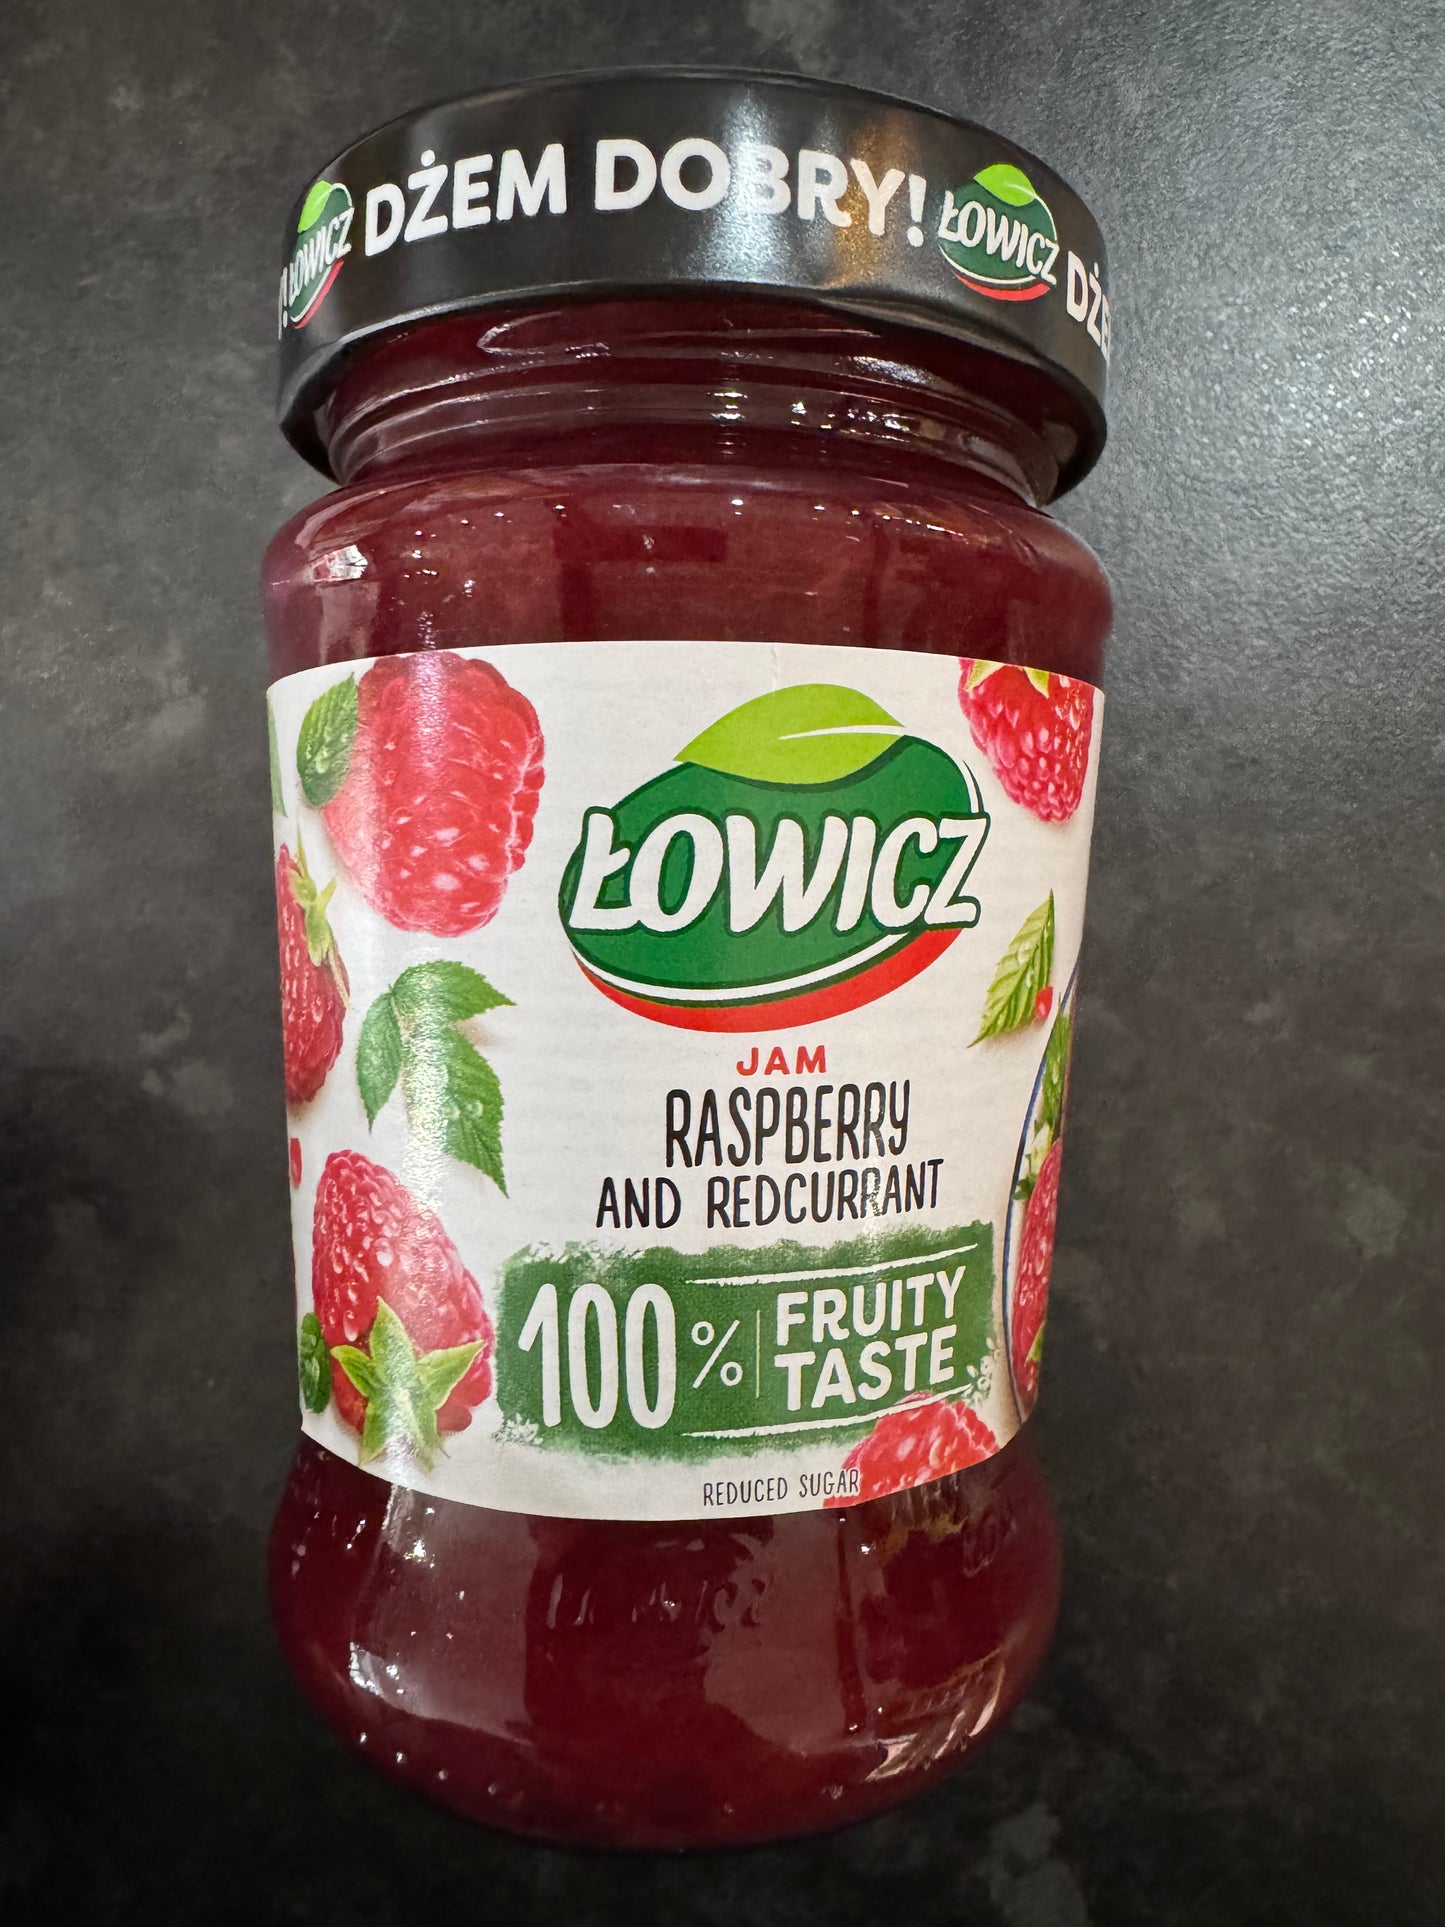 ŁOWICZ DŻEM DOBRY! ŁOWICZ
ŁOWICZ
JAM
RASPBERRY
AND REDCURRANT
100% FRUITY
TASTE
REDUCED SUGAR